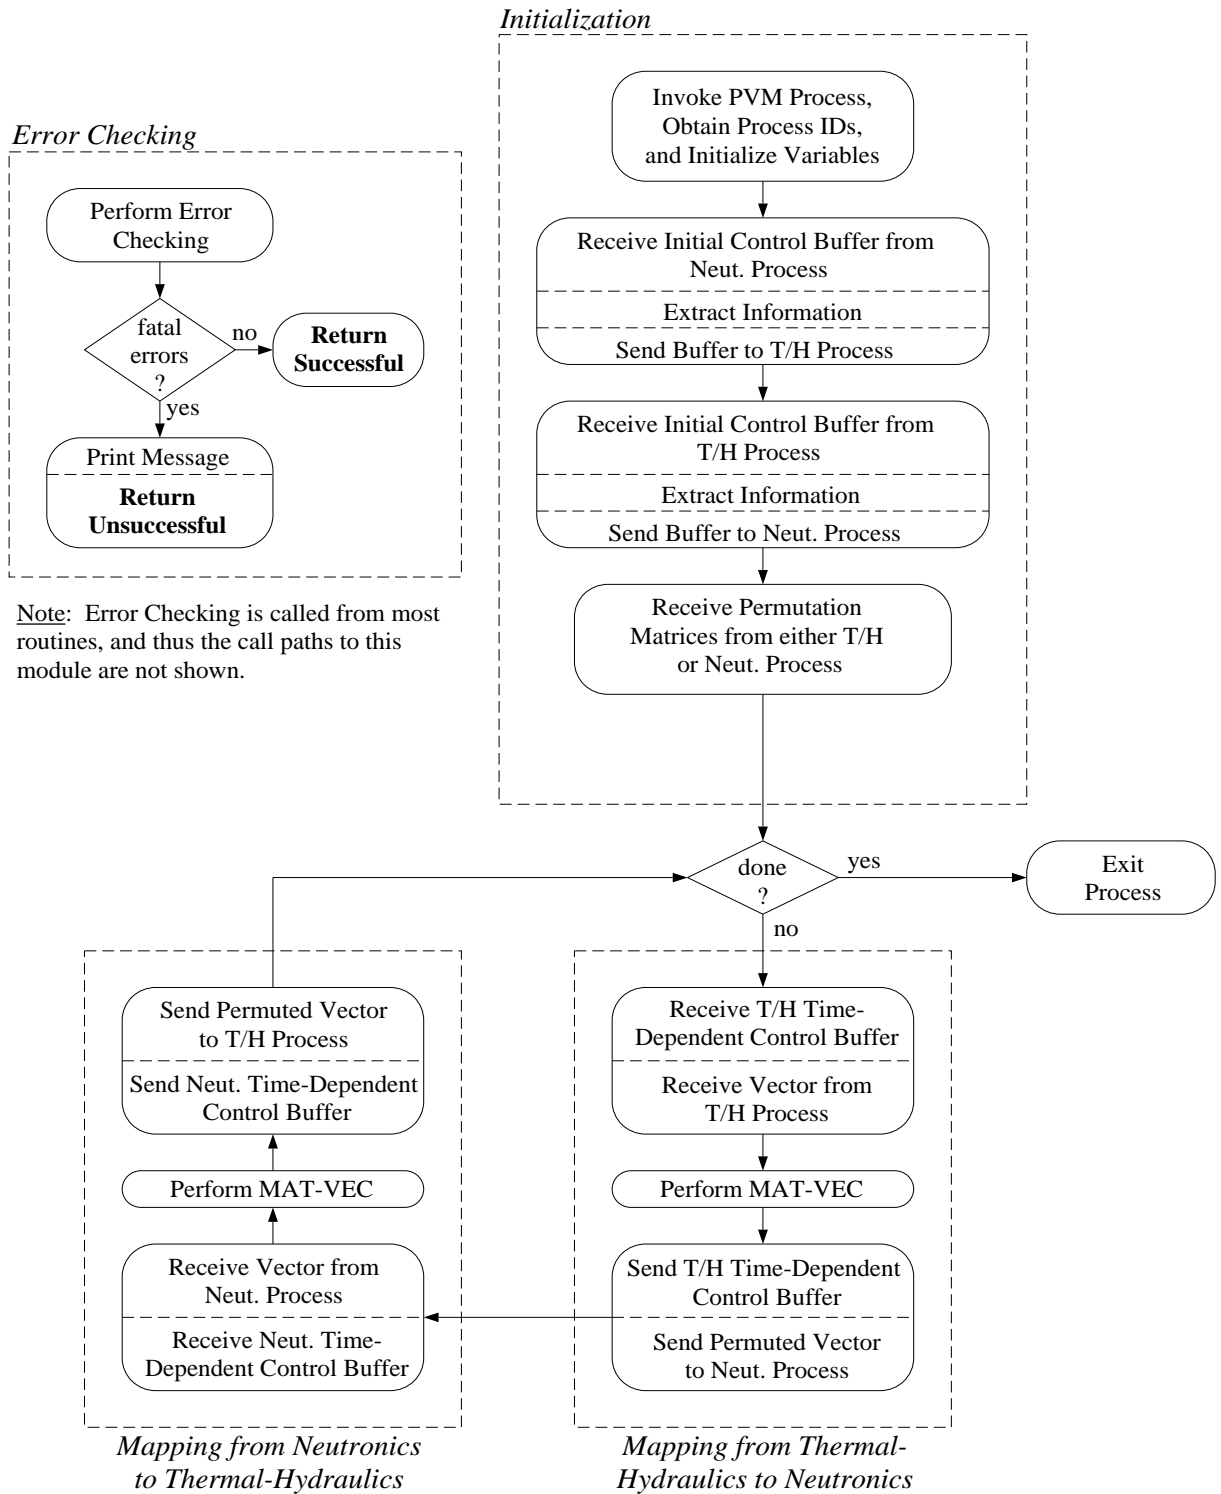 Initialization
Invoke PVM Process,
Obtain Process IDs,
and Initialize Variables
Receive Initial Control Buffer from
Neut. Process
Extract Information
Send Buffer to T/H Process
Receive Initial Control Buffer from
T/H Process
Extract Information
Send Buffer to Neut. Process
Receive Permutation
Matrices from either T/H
or Neut. Process
Error Checking
Perform Error
Checking
fatal
errors
?
no
Return
Successful
yes
Print Message
Return
Unsuccessful
Note:  Error Checking is called from most
routines, and thus the call paths to this
module are not shown.
done
?
yes
Exit
Process
no
Receive T/H Time-
Dependent Control Buffer
Receive Vector from
T/H Process
Perform MAT-VEC
Send T/H Time-Dependent
Control Buffer
Send Permuted Vector
to Neut. Process
Mapping from Thermal-
Hydraulics to Neutronics
Send Permuted Vector
to T/H Process
Send Neut. Time-Dependent
Control Buffer
Perform MAT-VEC
Receive Vector from
Neut. Process
Receive Neut. Time-
Dependent Control Buffer
Mapping from Neutronics
to Thermal-Hydraulics